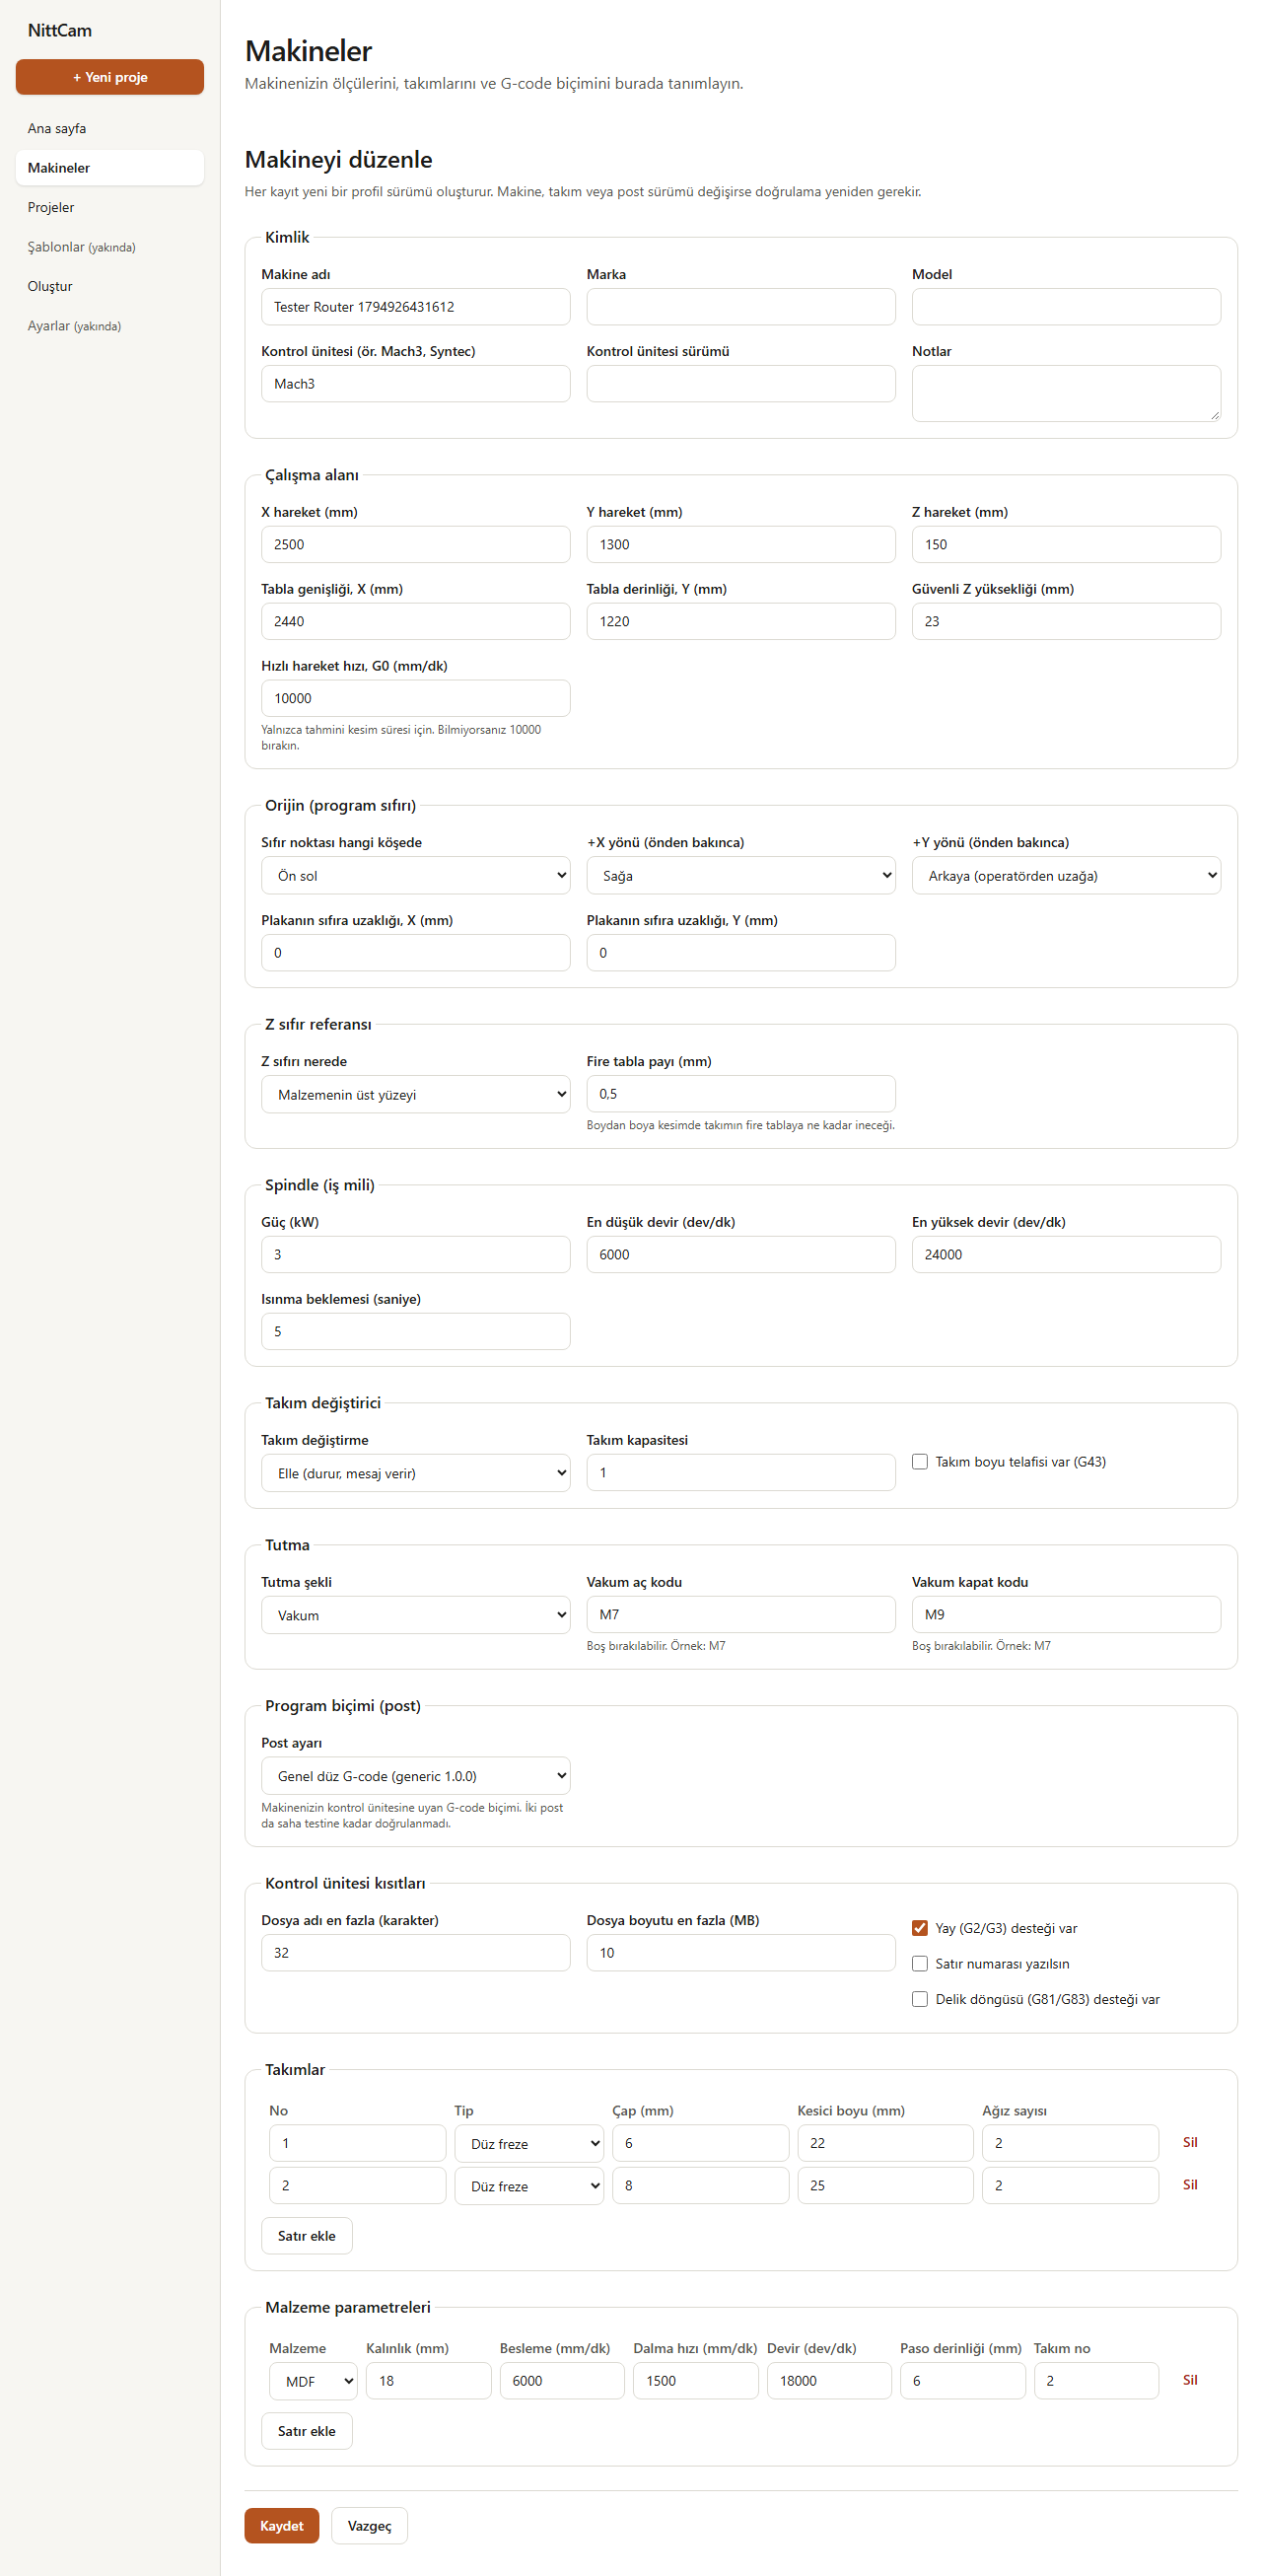 NittCam
+ Yeni proje
Ana sayfa
Makineler
Projeler
Şablonlar (yakında)
Oluştur
Ayarlar (yakında)
Makineler
Makinenizin ölçülerini, takımlarını ve G-code biçimini burada tanımlayın.
Makineyi düzenle
Her kayıt yeni bir profil sürümü oluşturur. Makine, takım veya post sürümü değişirse doğrulama yeniden gerekir.
Kimlik
Makine adı Marka Model
Tester Router 1794926431612
Kontrol ünitesi (ör. Mach3, Syntec) Kontrol ünitesi sürümü Notlar
Mach3
Çalışma alanı
X hareket (mm) Y hareket (mm) Z hareket (mm)
2500 1300 150
Tabla genişliği, X (mm) Tabla derinliği, Y (mm) Güvenli Z yüksekliği (mm)
2440 1220 23
Hızlı hareket hızı, G0 (mm/dk)
10000
Yalnızca tahmini kesim süresi için. Bilmiyorsanız 10000
bırakın.
Orijin (program sıfırı)
Sıfır noktası hangi köşede +X yönü (önden bakınca) +Y yönü (önden bakınca)
Ön sol Sağa Arkaya (operatörden uzağa)
Plakanın sıfıra uzaklığı, X (mm) Plakanın sıfıra uzaklığı, Y (mm)
0 0
Z sıfır referansı
Z sıfırı nerede Fire tabla payı (mm)
Malzemenin üst yüzeyi 0,5
Boydan boya kesimde takımın fire tablaya ne kadar ineceği.
Spindle (iş mili)
Güç (kW) En düşük devir (dev/dk) En yüksek devir (dev/dk)
3 6000 24000
Isınma beklemesi (saniye)
5
Takım değiştirici
Takım değiştirme Takım kapasitesi
Elle (durur, mesaj verir) 1 Takım boyu telafisi var (G43)
Tutma
Tutma şekli Vakum aç kodu Vakum kapat kodu
Vakum M7 M9
Boş bırakılabilir. Örnek: M7 Boş bırakılabilir. Örnek: M7
Program biçimi (post)
Post ayarı
Genel düz G-code (generic 1.0.0)
Makinenizin kontrol ünitesine uyan G-code biçimi. İki post
da saha testine kadar doğrulanmadı.
Kontrol ünitesi kısıtları
Dosya adı en fazla (karakter) Dosya boyutu en fazla (MB)
32 10
Yay (G2/G3) desteği var
Satır numarası yazılsın
Delik döngüsü (G81/G83) desteği var
Takımlar
No Tip Çap (mm) Kesici boyu (mm) Ağız sayısı
1 Düz freze 6 22 2 Sil
2 Düz freze 8 25 2 Sil
Satır ekle
Malzeme parametreleri
Malzeme Kalınlık (mm) Besleme (mm/dk) Dalma hızı (mm/dk) Devir (dev/dk) Paso derinliği (mm) Takım no
MDF 18 6000 1500 18000 6 2 Sil
Satır ekle
Kaydet Vazgeç